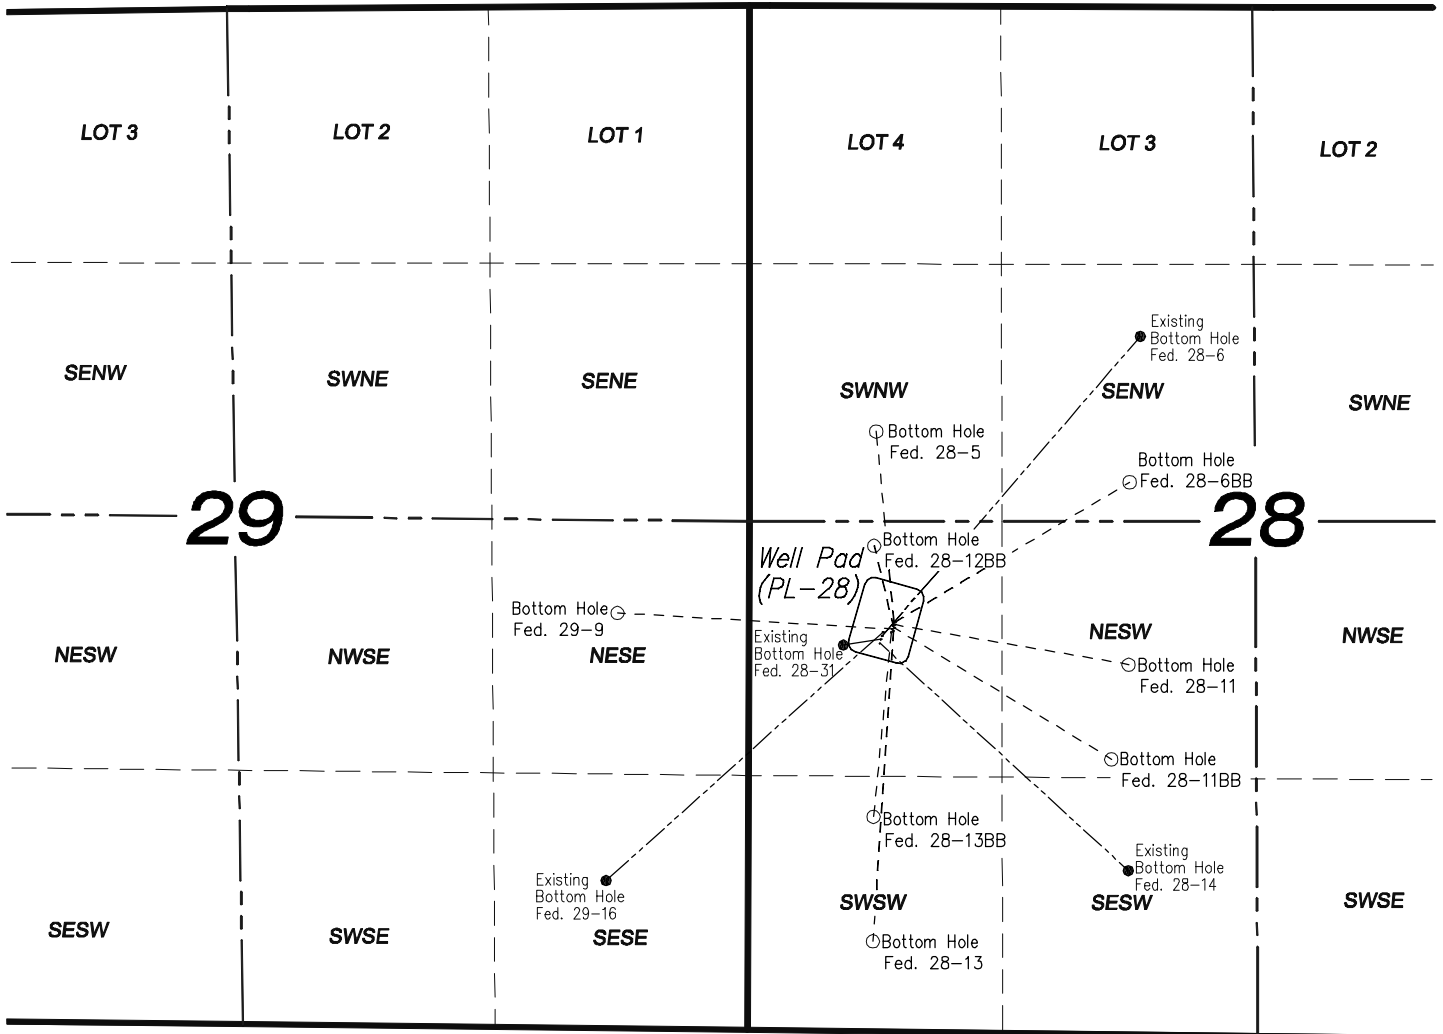 LOT 3
LOT 2
LOT 1
LOT 4
LOT 3
LOT 2
Existing
Bottom Hole
Fed. 28-6
SENW
SWNE
SENE
SWNW
SENW
SWNE
Bottom Hole
Fed. 28-5
Bottom Hole
Fed. 28-6BB
29
28
Bottom Hole
Fed. 28-12BB
Well Pad
(PL-28)
Bottom Hole
Fed. 29-9
Existing
Bottom Hole
Fed. 28-31
NESW
NWSE
NESE
NESW
NWSE
Bottom Hole
Fed. 28-11
Bottom Hole
Fed. 28-11BB
Bottom Hole
Fed. 28-13BB
Existing
Bottom Hole
Fed. 28-14
Existing
Bottom Hole
Fed. 29-16
SESW
SWSE
SESE
SWSW
SESW
SWSE
Bottom Hole
Fed. 28-13